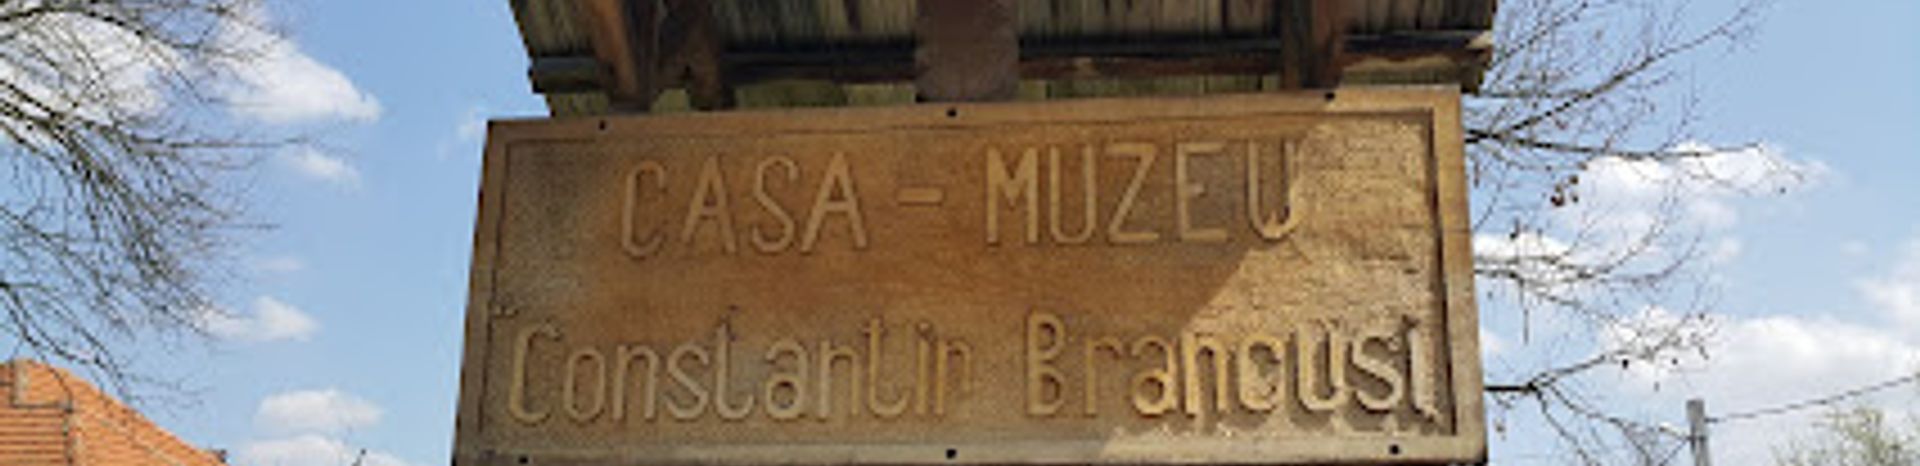 CASA - MUZEU
Constantin Brancusi